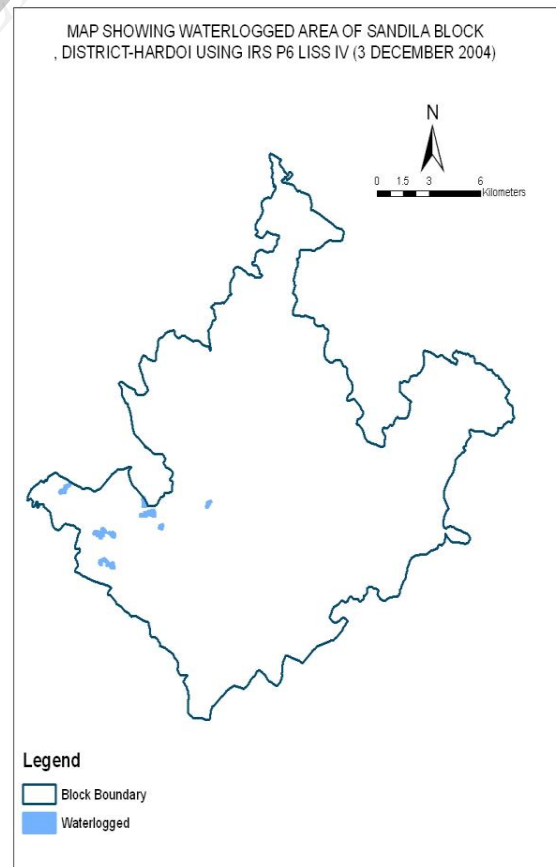 MAP SHOWING WATERLOGGED AREA OF SANDILA BLOCK
, DISTRICT-HARDOI USING IRS P6 LISS IV (3 DECEMBER 2004)
N
0 1.5 3 6
Kilometers
Legend
Block Boundary
Waterlogged